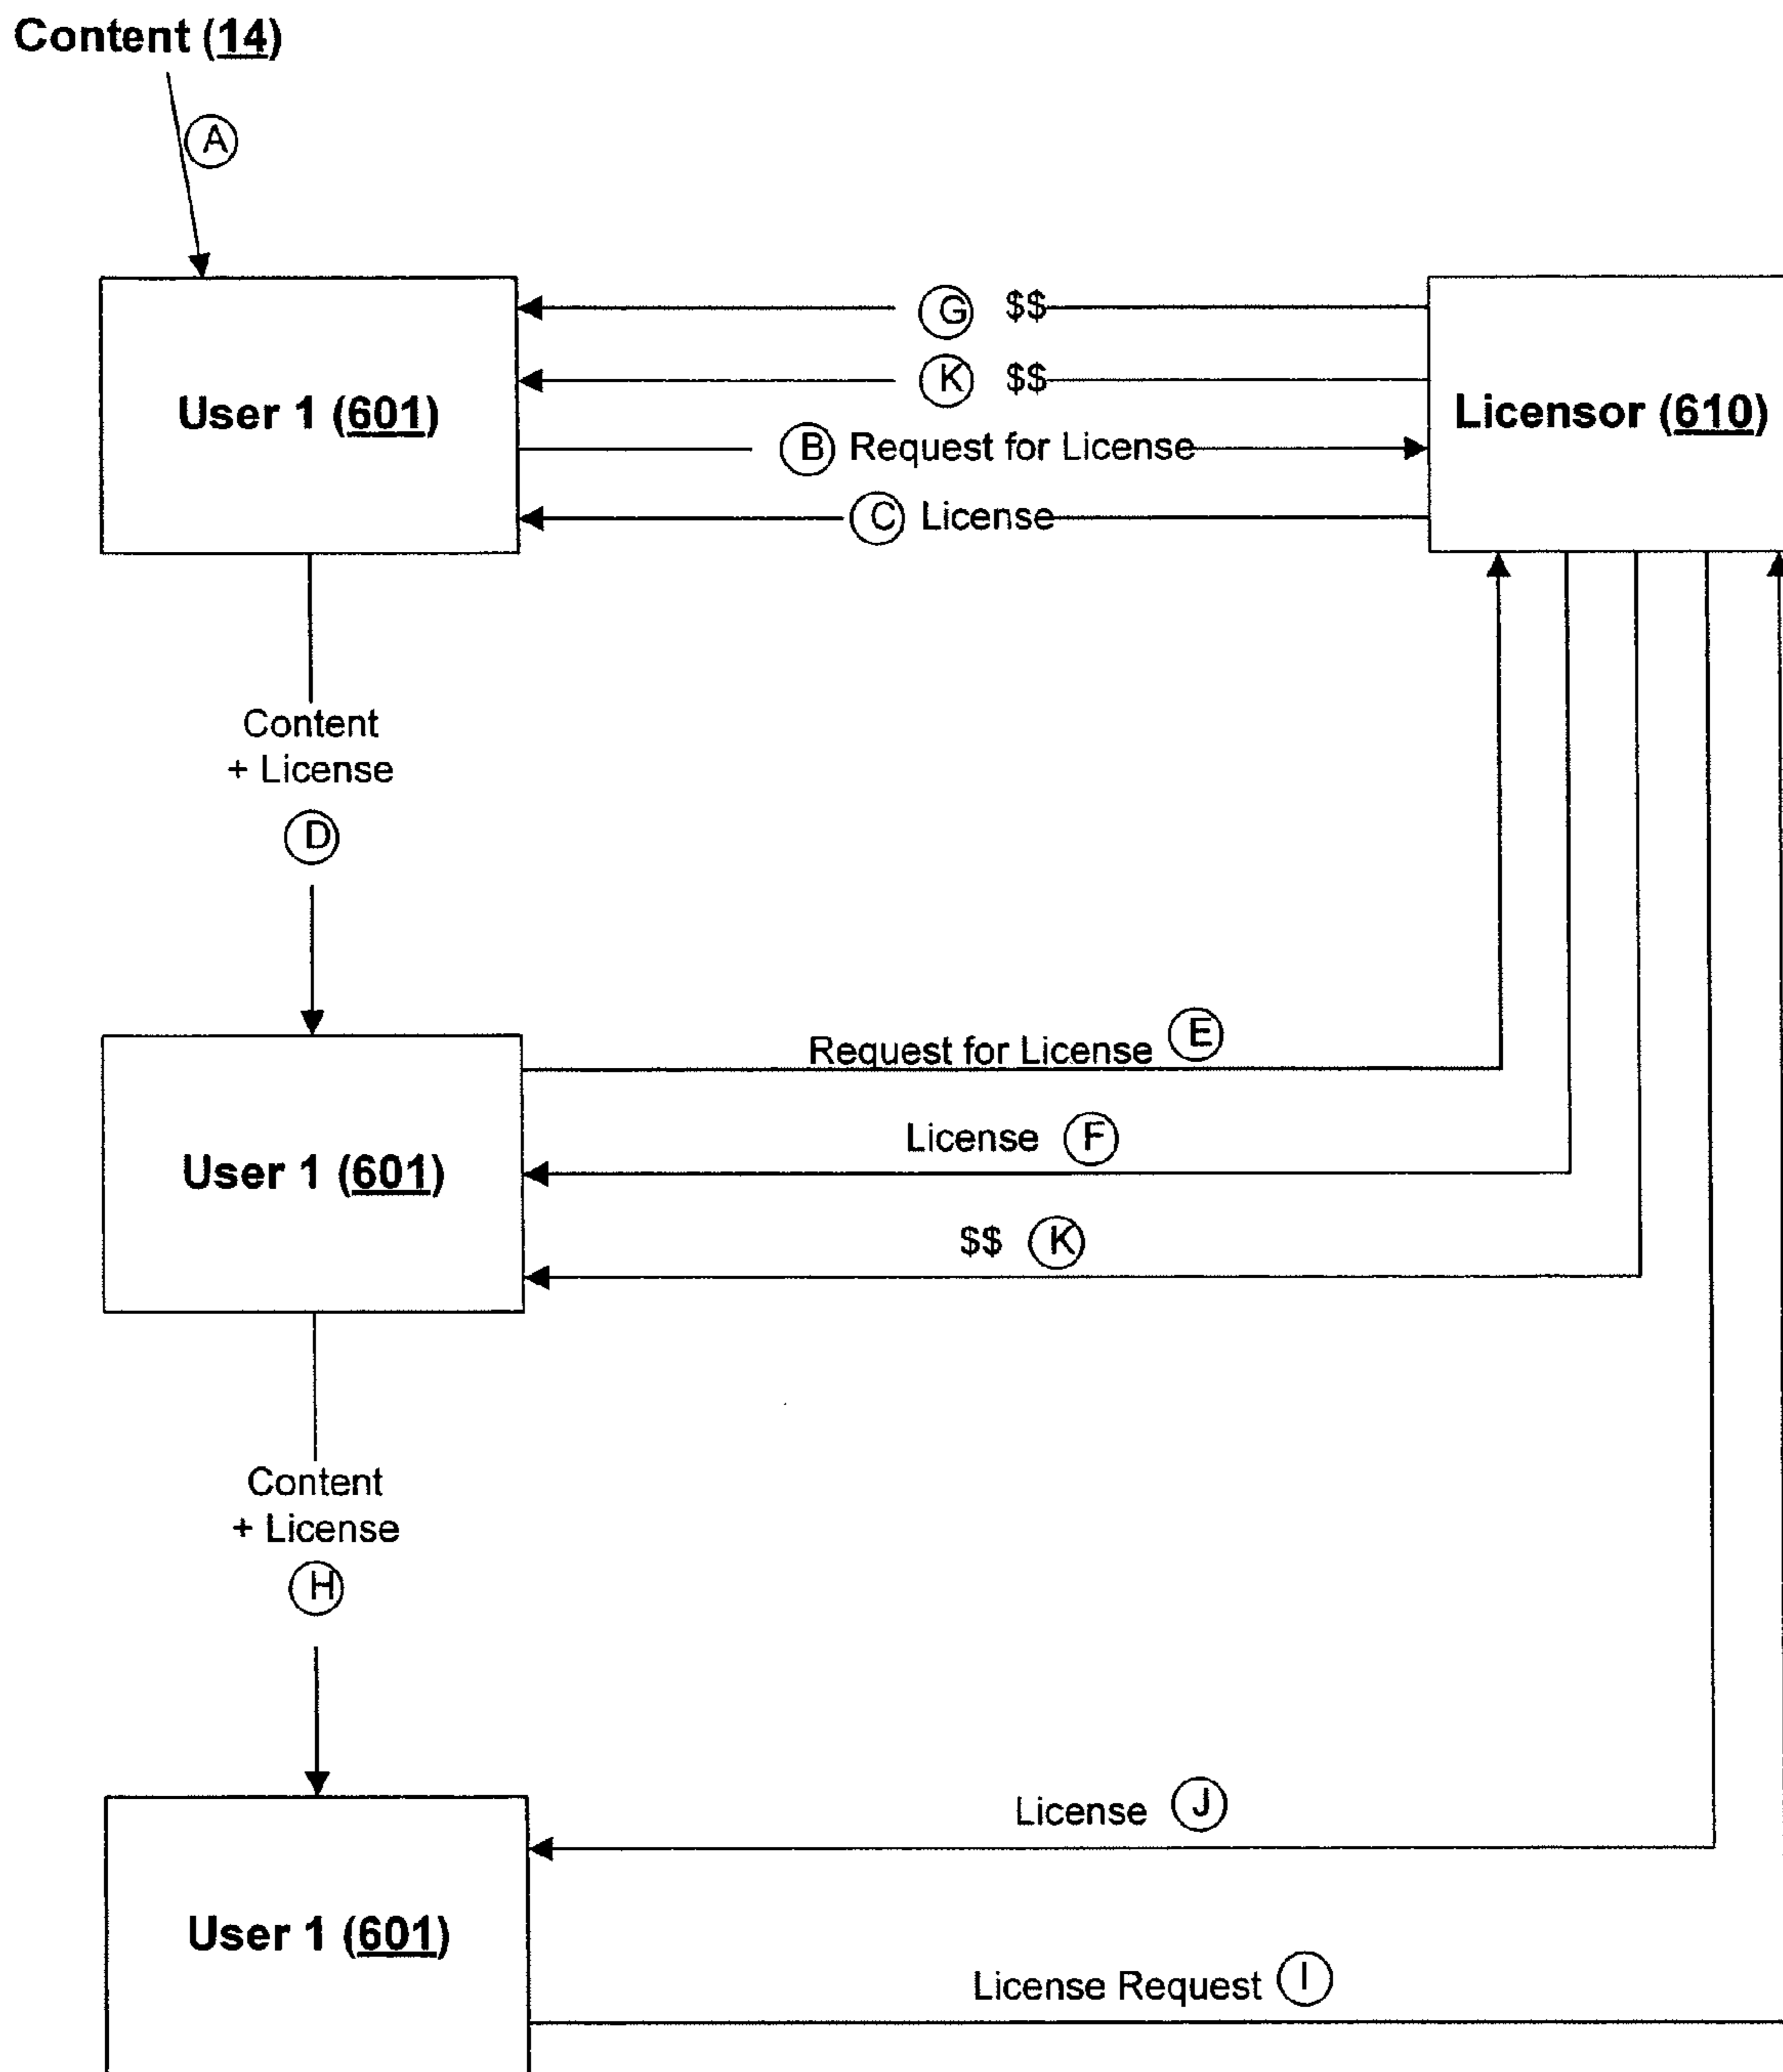 Content (14)
A
G $$
K $$
User 1 (601)
Licensor (610)
B Request for License
C License
Content
+ License
D
Request for License E
License F
User 1 (601)
$$ K
Content
+ License
H
License J
User 1 (601)
License Request I